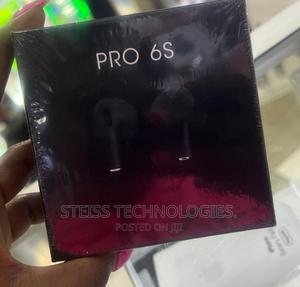 PRO 6S
STEISS TECHNOLOGIES.
POSTED ON JIJI